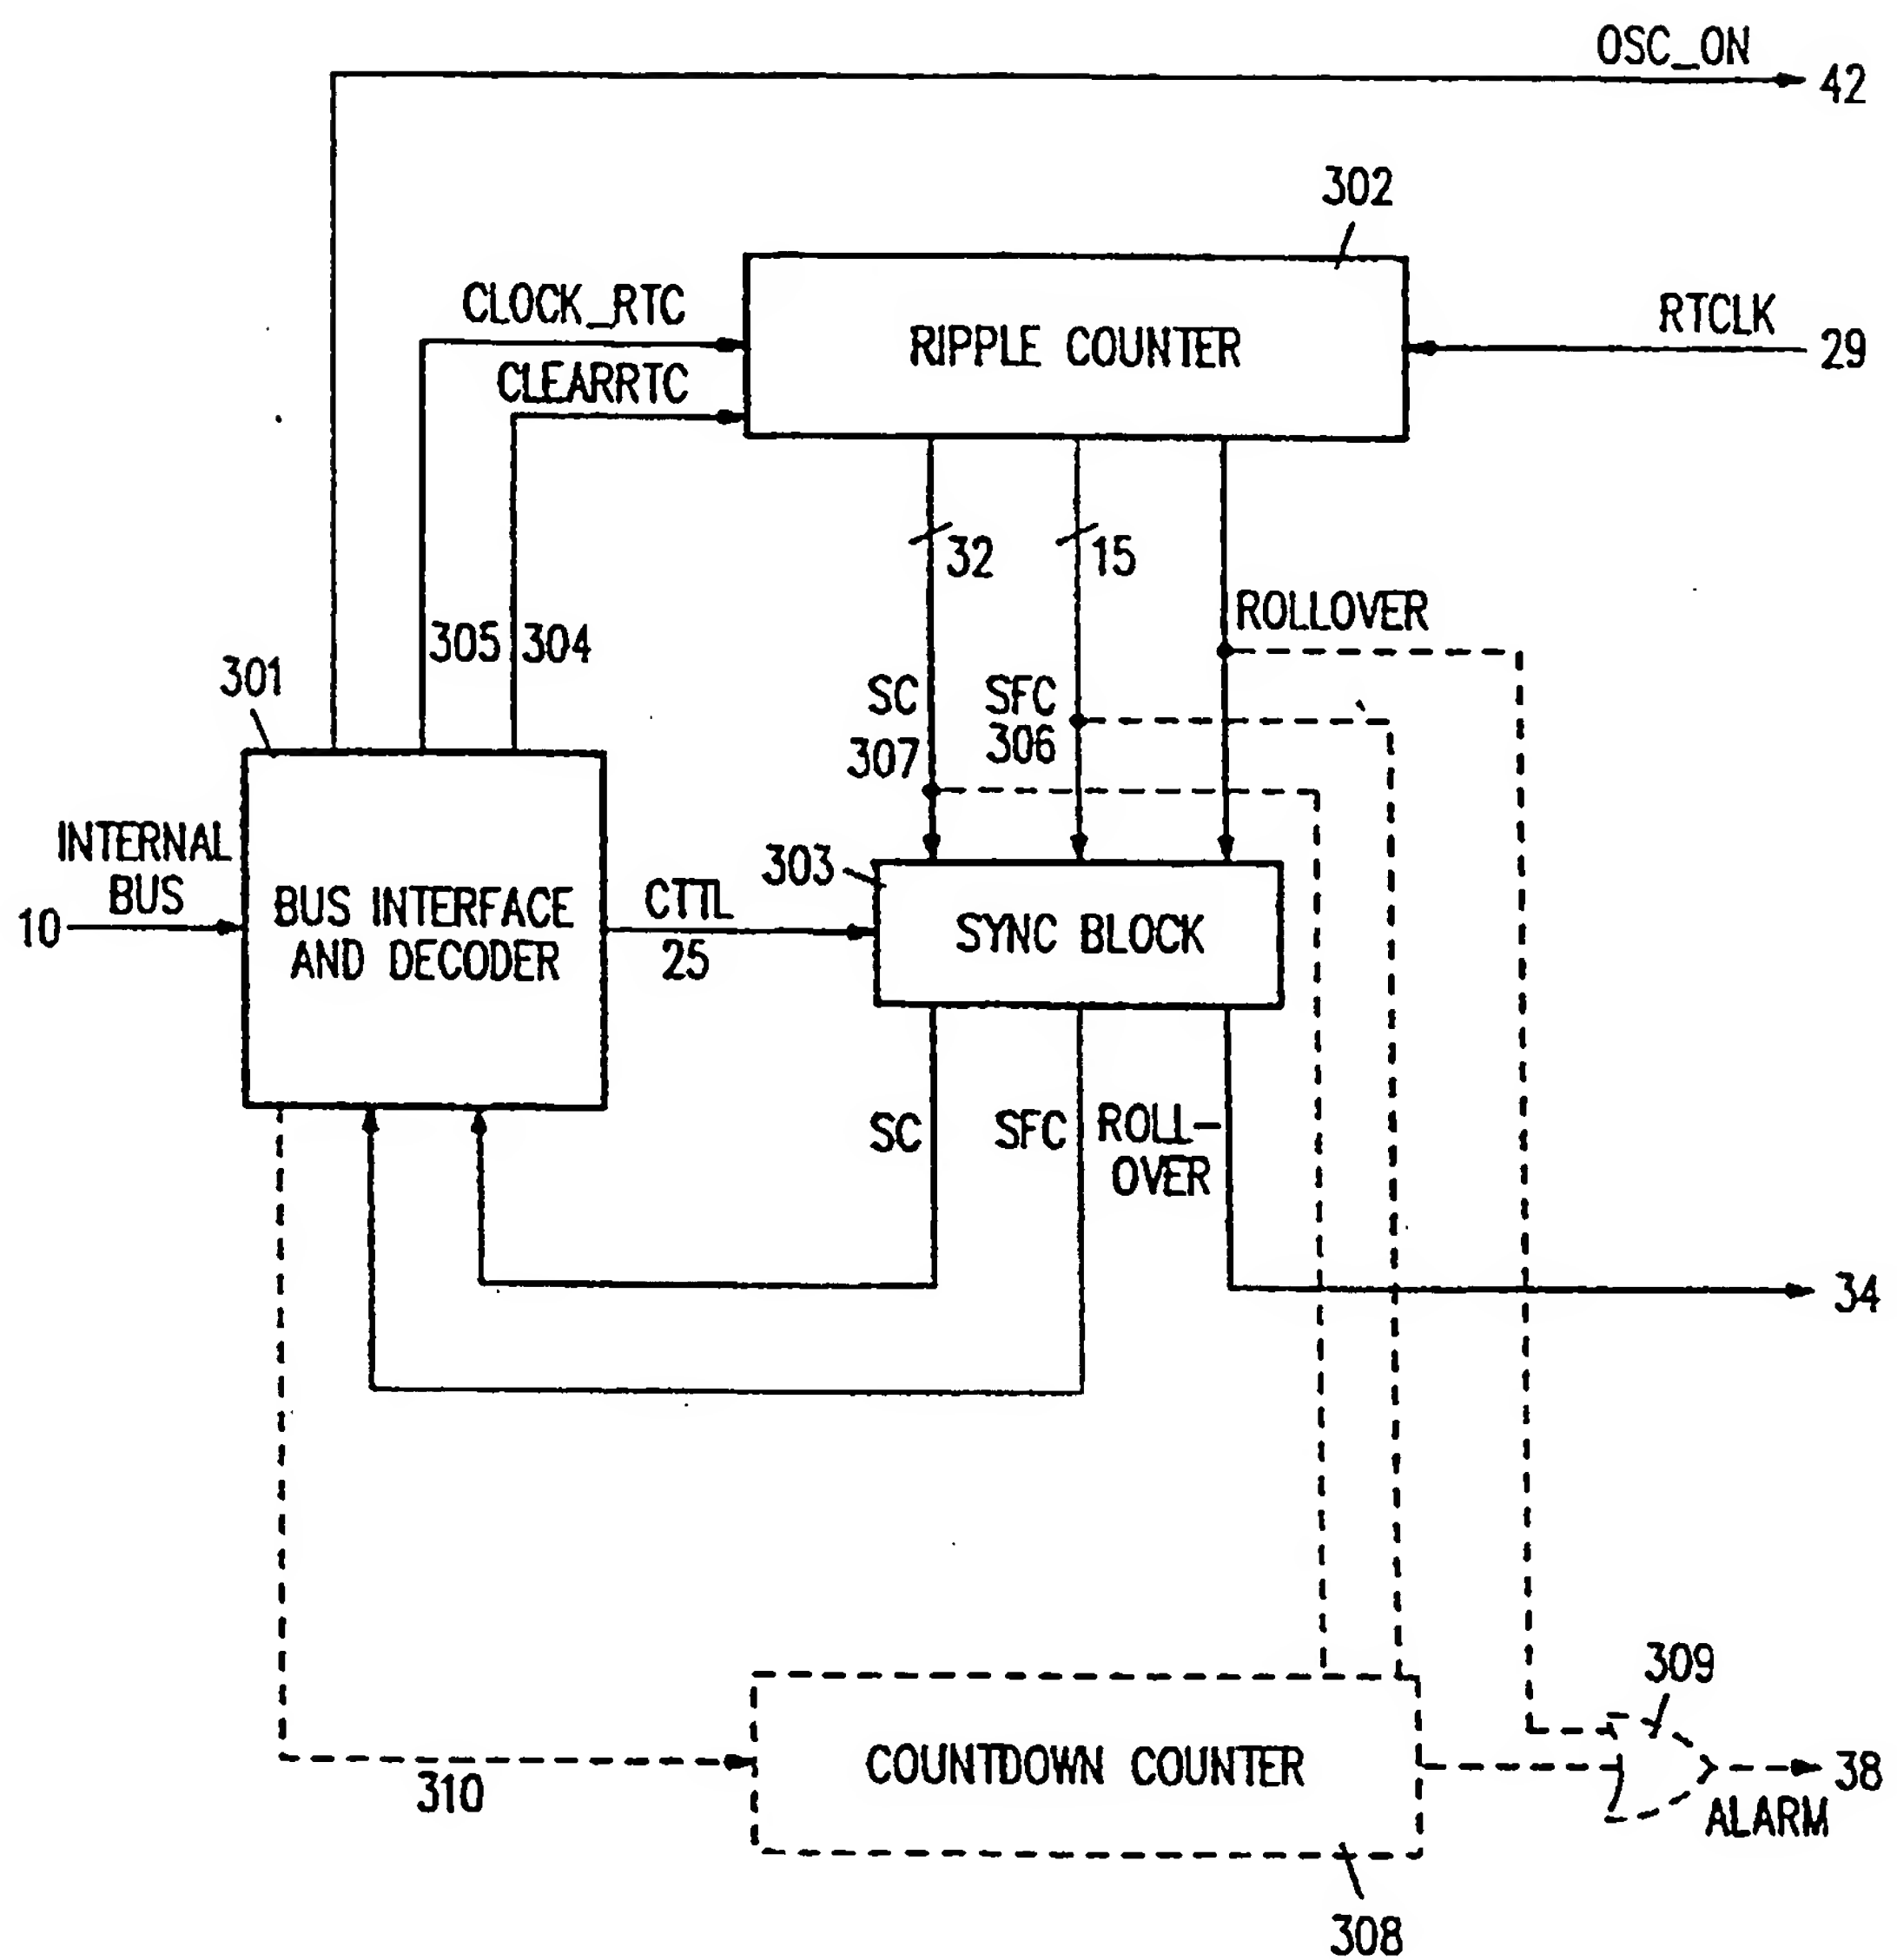 OSC_ON
42
302
CLOCK_RTC
RIPPLE COUNTER
RTCLK
29
CLEARRTC
32
15
ROLLOVER
305
304
301
SC
307
SFC
306
INTERNAL
BUS
10
BUS INTERFACE
AND DECODER
CTTL
25
303
SYNC BLOCK
SC
SFC
ROLL-
OVER
34
309
310
COUNTDOWN COUNTER
38
ALARM
308